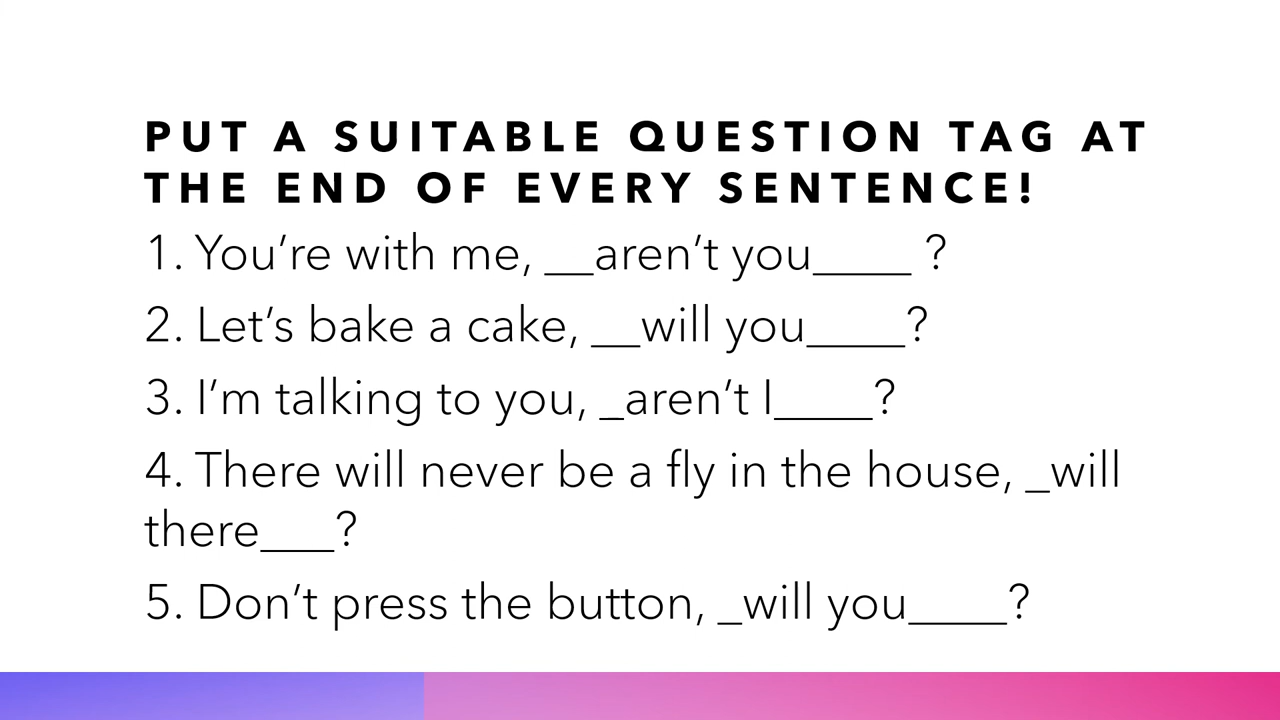 PUT A SUITABLE QUESTION TAG AT
THE END OF EVERY SENTENCE!
1. You’re with me, __aren’t you____ ?
2. Let’s bake a cake, __will you____?
3. I’m talking to you, _aren’t I____?
4. There will never be a fly in the house, _will
there___?
5. Don’t press the button, _will you____?